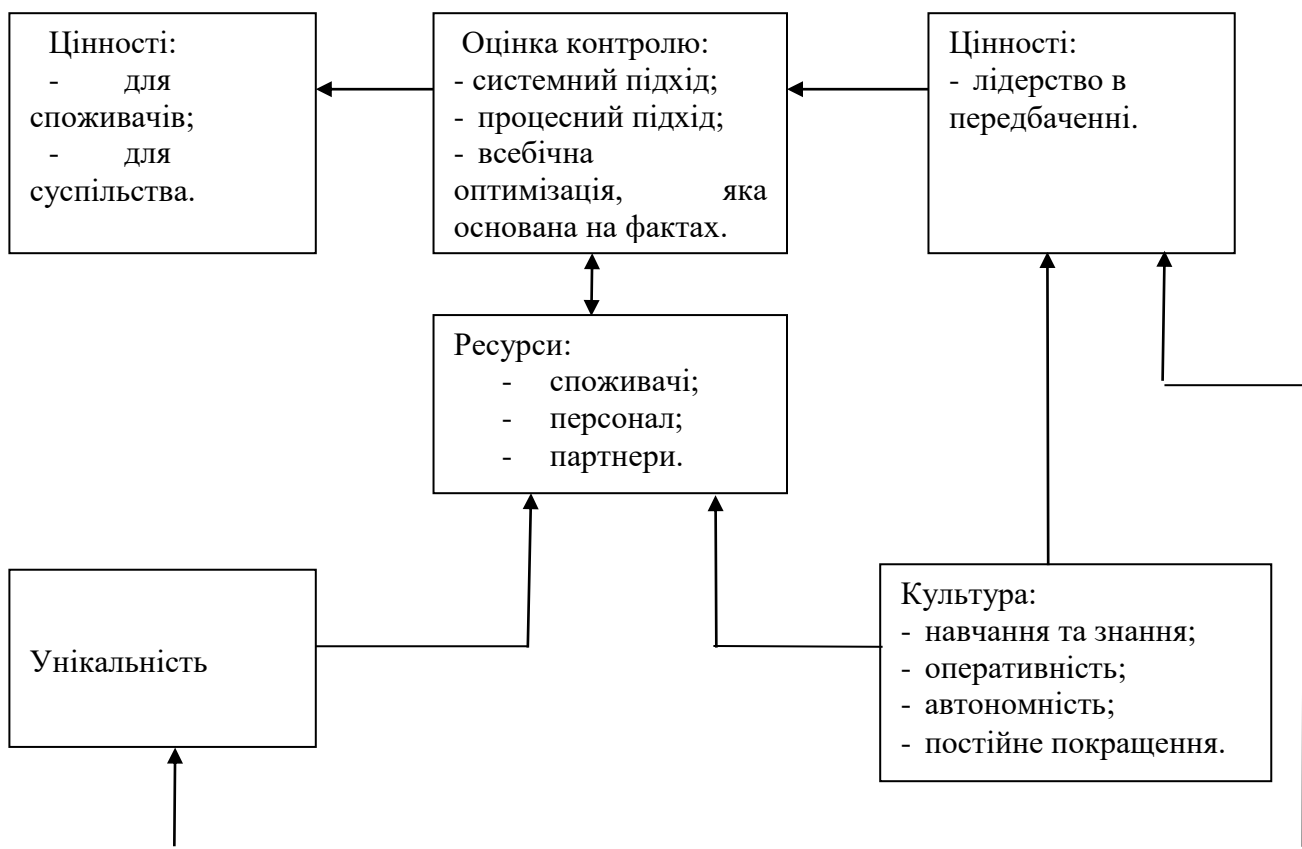 Цінності:
- для
споживачів;
- для
суспільства.
Оцінка контролю:
- системний підхід;
- процесний підхід;
- всебічна
оптимізація, яка
основана на фактах.
Цінності:
- лідерство в
передбаченні.
Ресурси:
- споживачі;
- персонал;
- партнери.
Унікальність
Культура:
- навчання та знання;
- оперативність;
- автономність;
- постійне покращення.